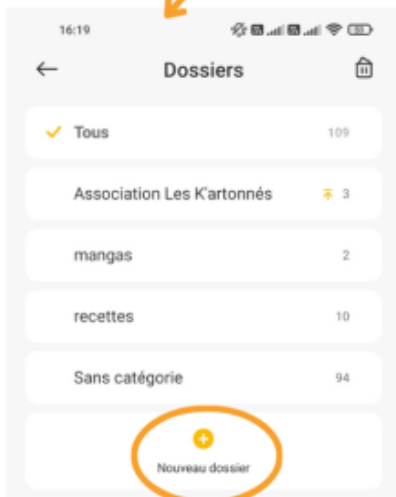 16:19
Dossiers
Tous 109
Association Les K'artonnés 3
mangas 2
recettes 10
Sans catégorie 94
Nouveau dossier